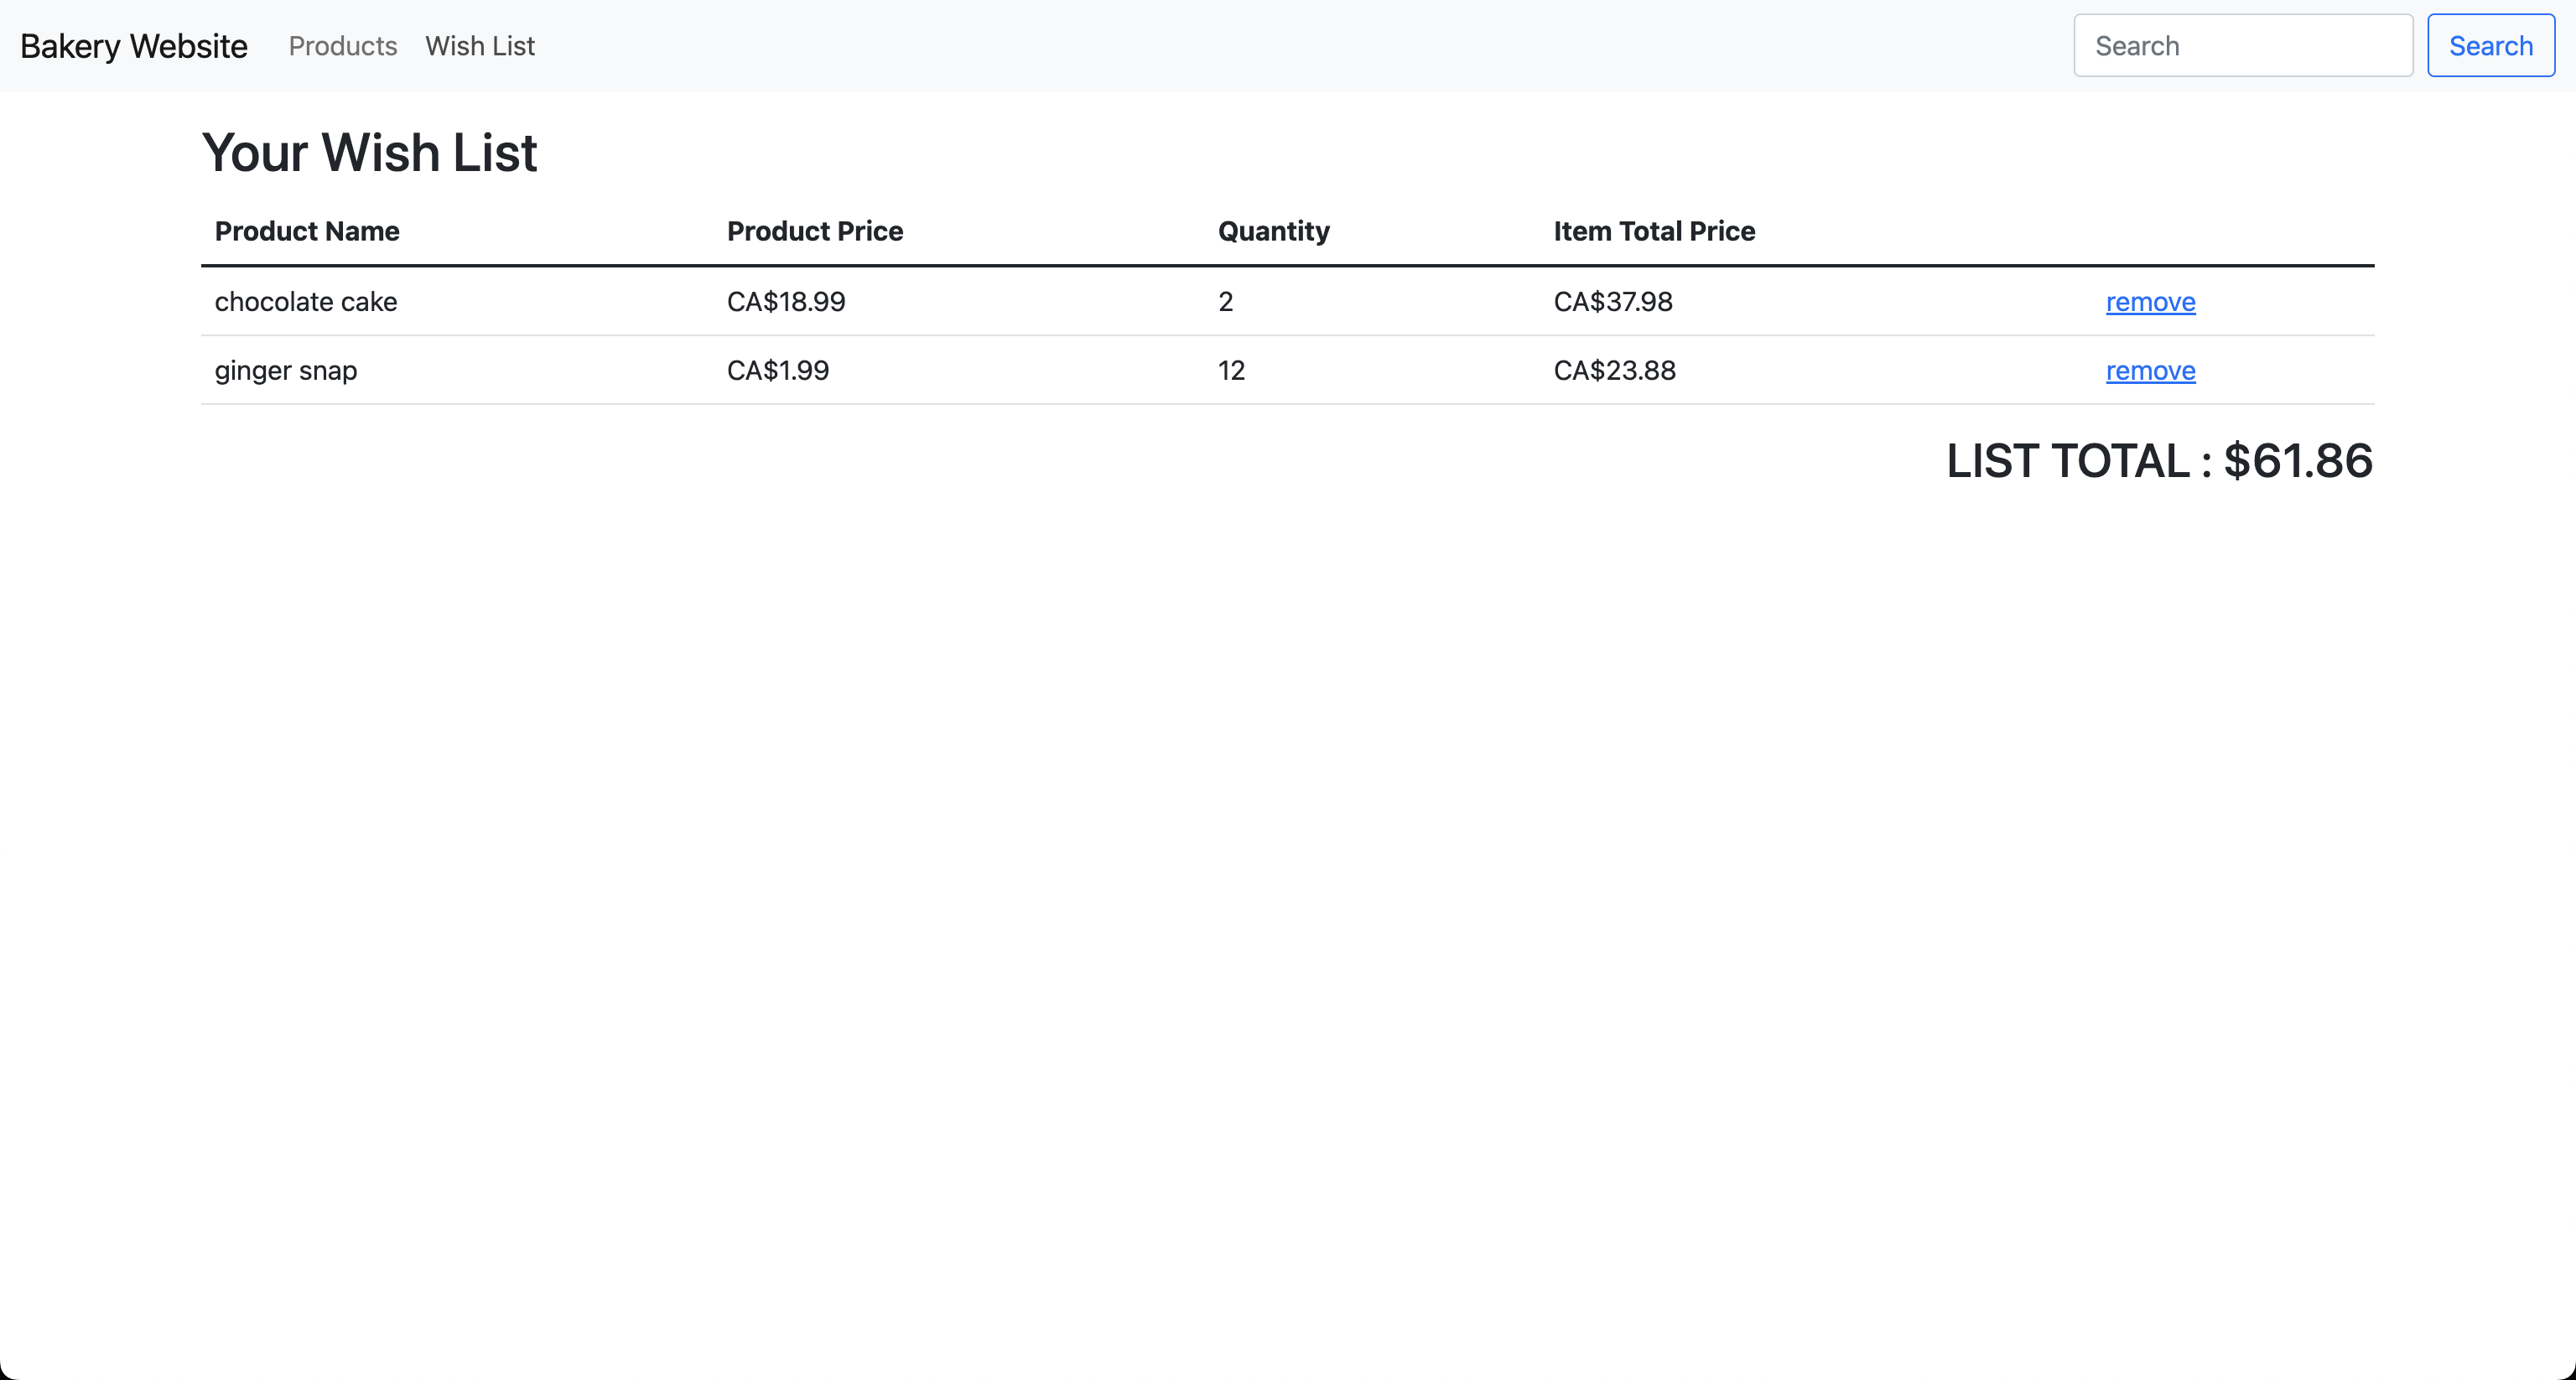 Bakery Website Products Wish List Search Search
Your Wish List
Product Name Product Price Quantity Item Total Price
chocolate cake CA$18.99 2 CA$37.98 remove
ginger snap CA$1.99 12 CA$23.88 remove
LIST TOTAL : $61.86